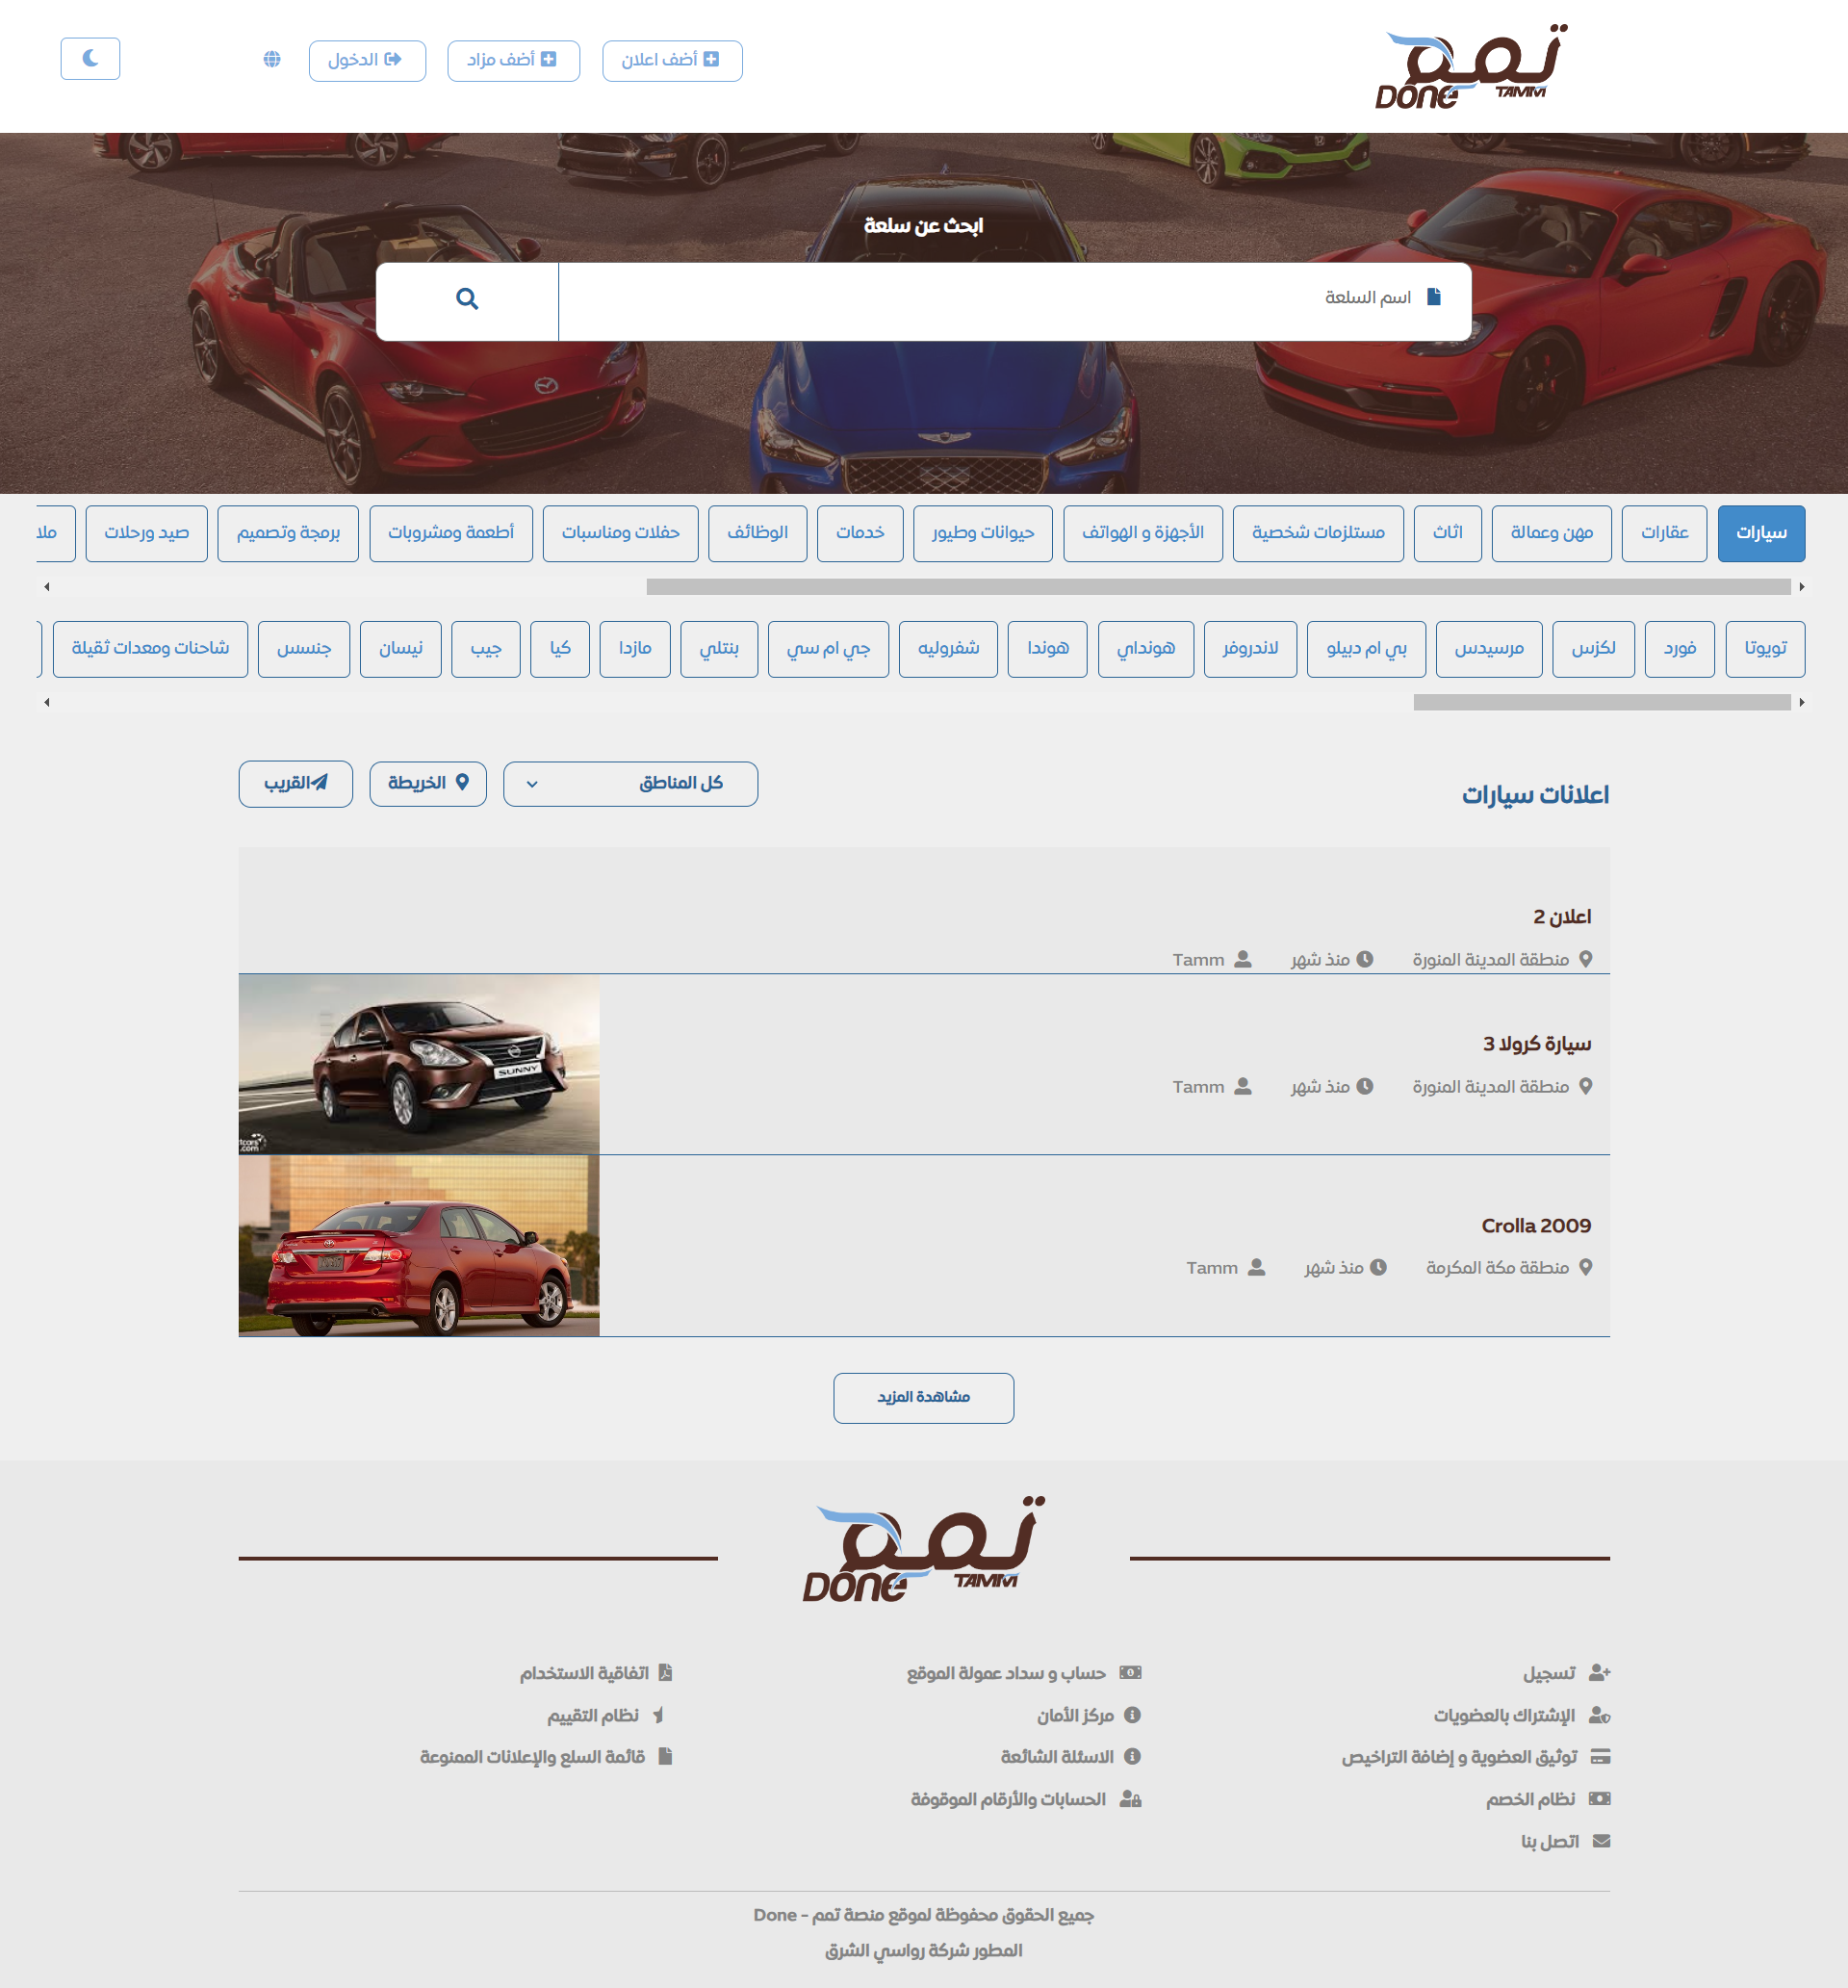 تمم
Done TAMM
أضف اعلان
أضف مزاد
الدخول
ابحث عن سلعة
اسم السلعة
سيارات
عقارات
مهن وعمالة
اثاث
مستلزمات شخصية
الأجهزة و الهواتف
حيوانات وطيور
خدمات
الوظائف
حفلات ومناسبات
أطعمة ومشروبات
برمجة وتصميم
صيد ورحلات
ملا
تويوتا
فورد
لكزس
مرسيدس
بي ام دبيلو
لاندروفر
هونداي
هوندا
شفروليه
جي ام سي
بنتلي
مازدا
كيا
جيب
نيسان
جنسس
شاحنات ومعدات ثقيلة
اعلانات سيارات
كل المناطق
الخريطة
القريب
اعلان 2
منطقة المدينة المنورة منذ شهر Tamm
سيارة كرولا 3
منطقة المدينة المنورة منذ شهر Tamm
SUNNY
Crolla 2009
منطقة مكة المكرمة منذ شهر Tamm
مشاهدة المزيد
تمم
Done TAMM
تسجيل
الإشتراك بالعضويات
توثيق العضوية و إضافة التراخيص
نظام الخصم
اتصل بنا
حساب و سداد عمولة الموقع
مركز الأمان
الاسئلة الشائعة
الحسابات والأرقام الموقوفة
اتفاقية الاستخدام
نظام التقييم
قائمة السلع والإعلانات الممنوعة
جميع الحقوق محفوظة لموقع منصة تمم - Done
المطور شركة رواسي الشرق